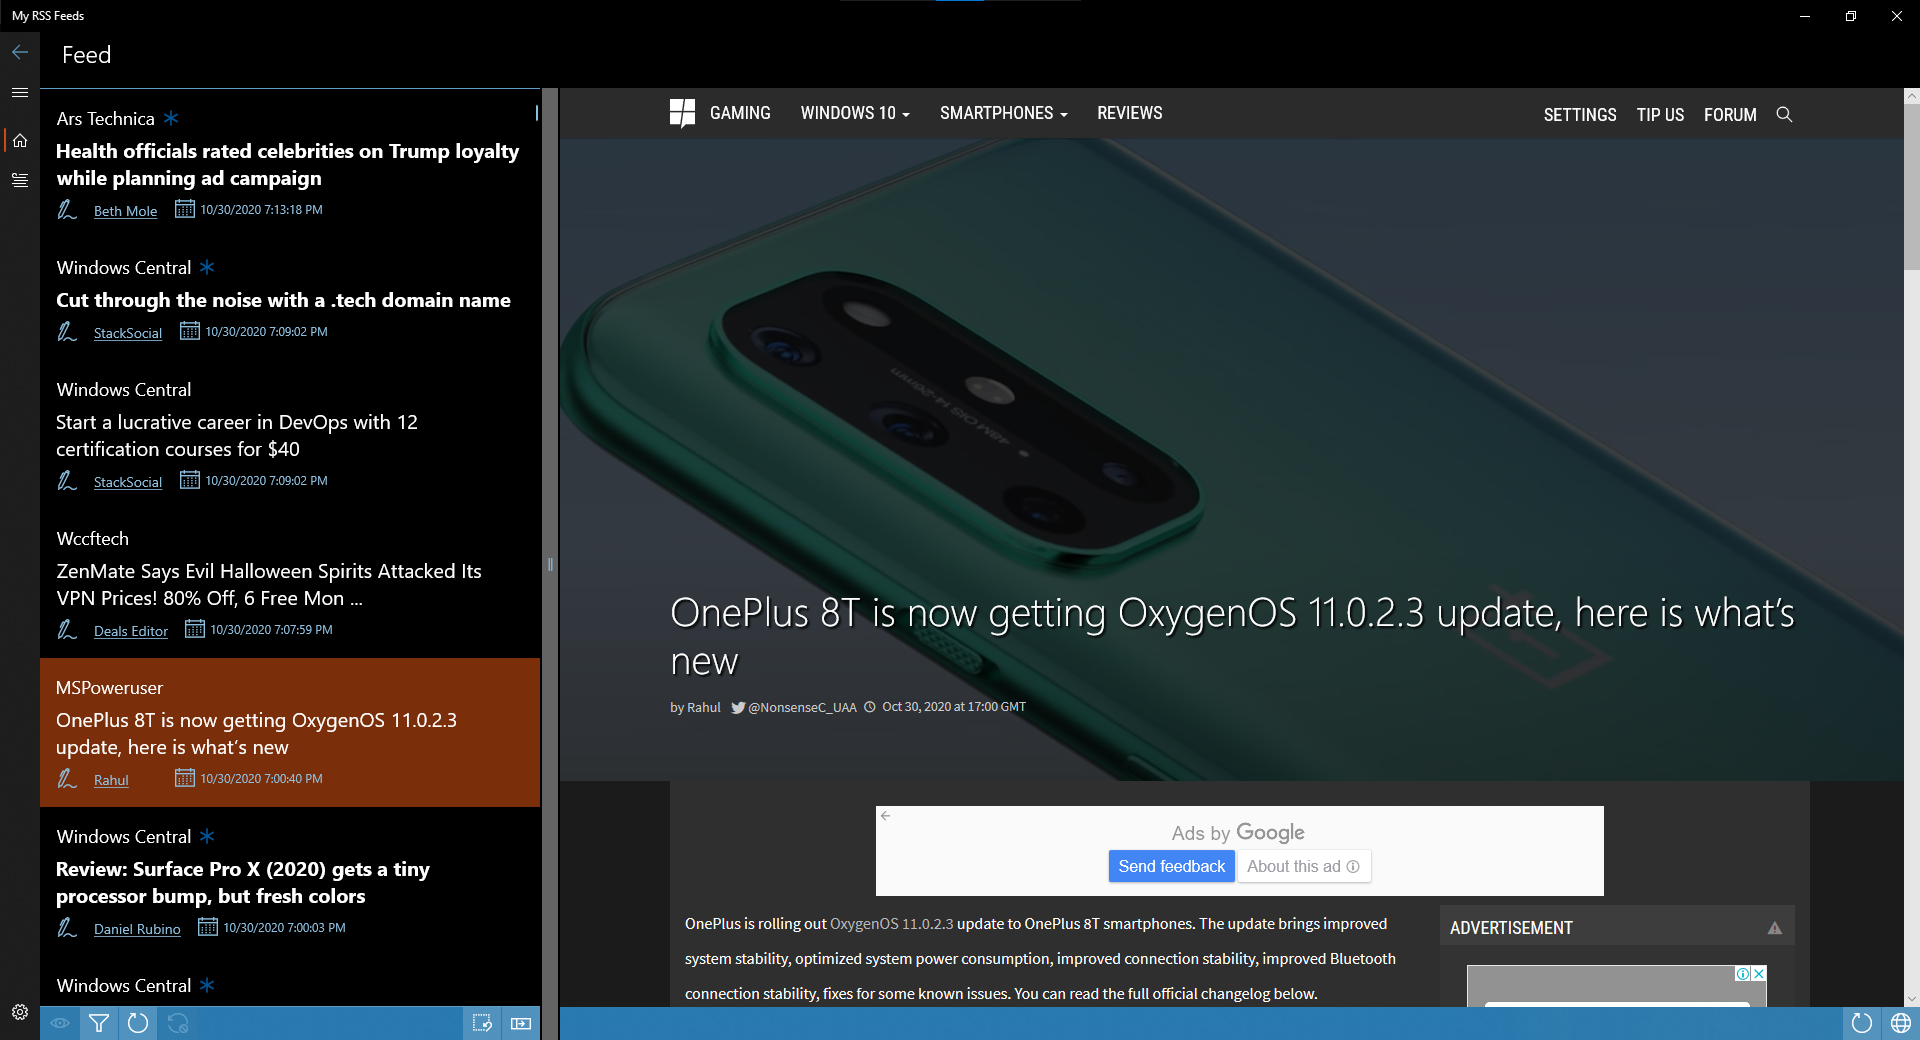 My RSS Feeds
Feed
Ars Technica
Health officials rated celebrities on Trump loyalty
while planning ad campaign
Beth Mole 10/30/2020 7:13:18 PM
Windows Central
Cut through the noise with a .tech domain name
StackSocial 10/30/2020 7:09:02 PM
Windows Central
Start a lucrative career in DevOps with 12
certification courses for $40
StackSocial 10/30/2020 7:09:02 PM
Wccftech
ZenMate Says Evil Halloween Spirits Attacked Its
VPN Prices! 80% Off, 6 Free Mon ...
Deals Editor 10/30/2020 7:07:59 PM
MSPoweruser
OnePlus 8T is now getting OxygenOS 11.0.2.3
update, here is what’s new
Rahul 10/30/2020 7:00:40 PM
Windows Central
Review: Surface Pro X (2020) gets a tiny
processor bump, but fresh colors
Daniel Rubino 10/30/2020 7:00:03 PM
Windows Central
GAMING WINDOWS 10 SMARTPHONES REVIEWS SETTINGS TIP US FORUM
48M OIS 14-26mm
OnePlus 8T is now getting OxygenOS 11.0.2.3 update, here is what’s
new
by Rahul @NonsenseC_UAA Oct 30, 2020 at 17:00 GMT
Ads by Google
Send feedback About this ad
OnePlus is rolling out OxygenOS 11.0.2.3 update to OnePlus 8T smartphones. The update brings improved
system stability, optimized system power consumption, improved connection stability, improved Bluetooth
connection stability, fixes for some known issues. You can read the full official changelog below.
ADVERTISEMENT